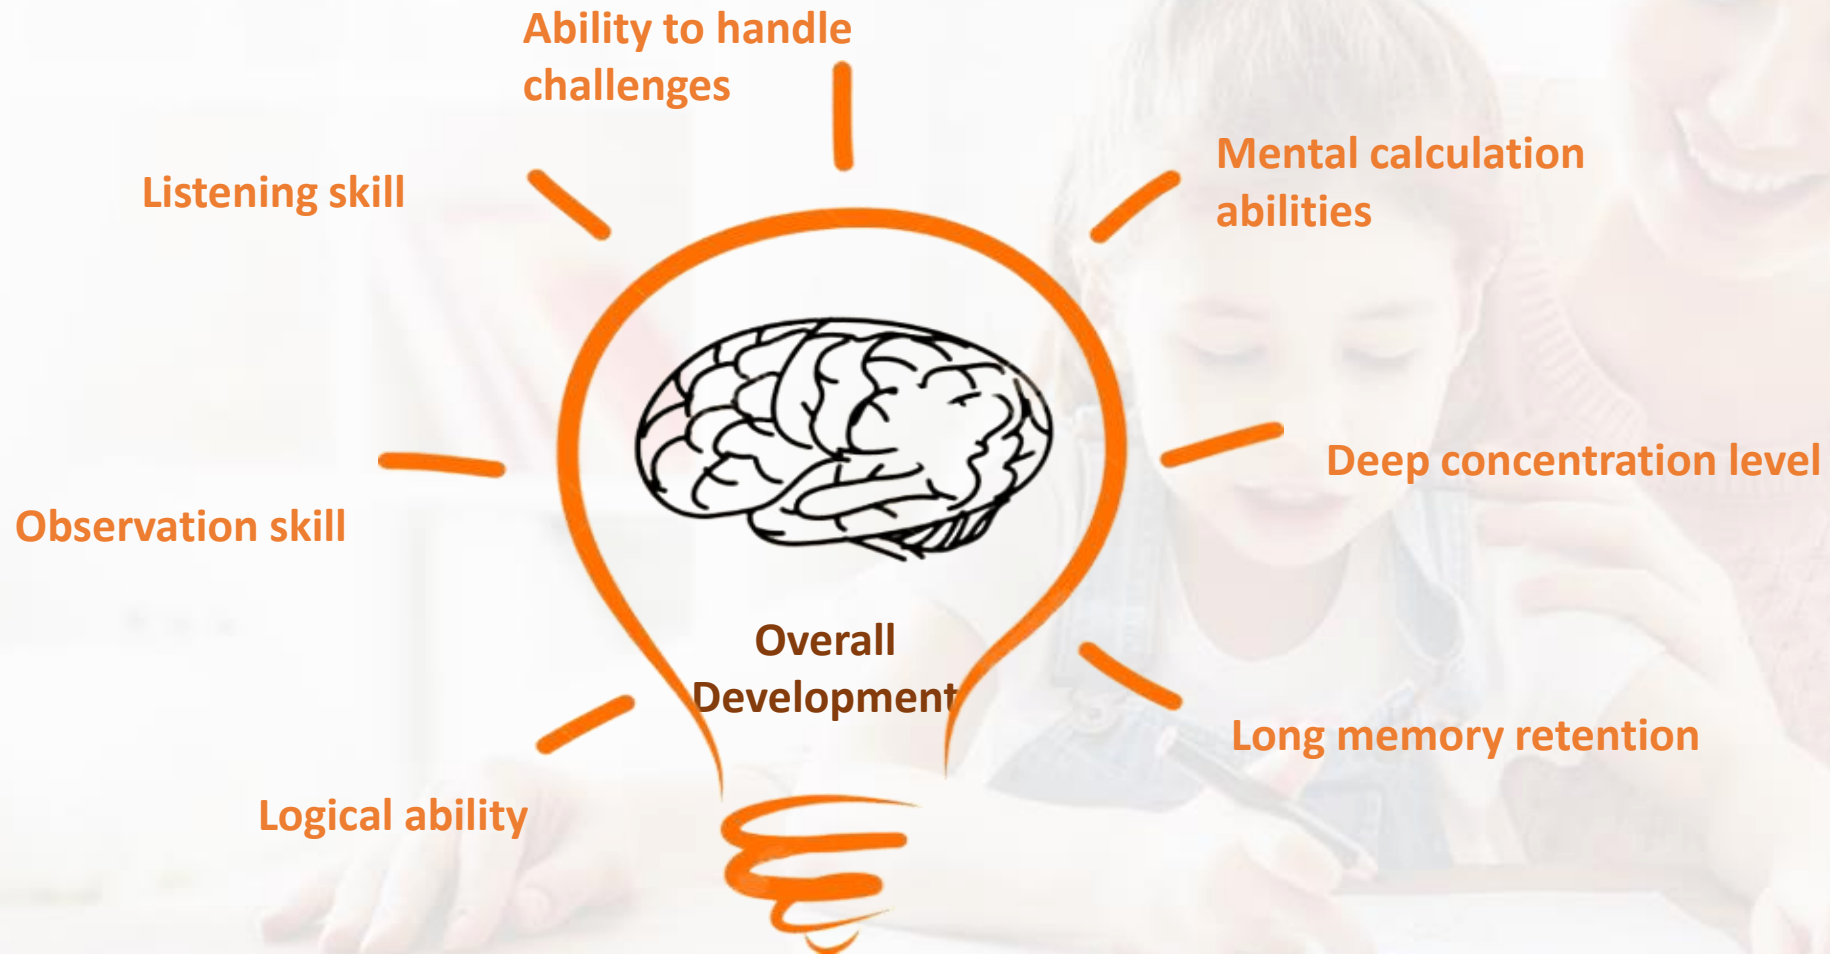 Ability to handle
challenges
Mental calculation
abilities
Listening skill
Deep concentration level
Observation skill
Overall
Development
Long memory retention
Logical ability